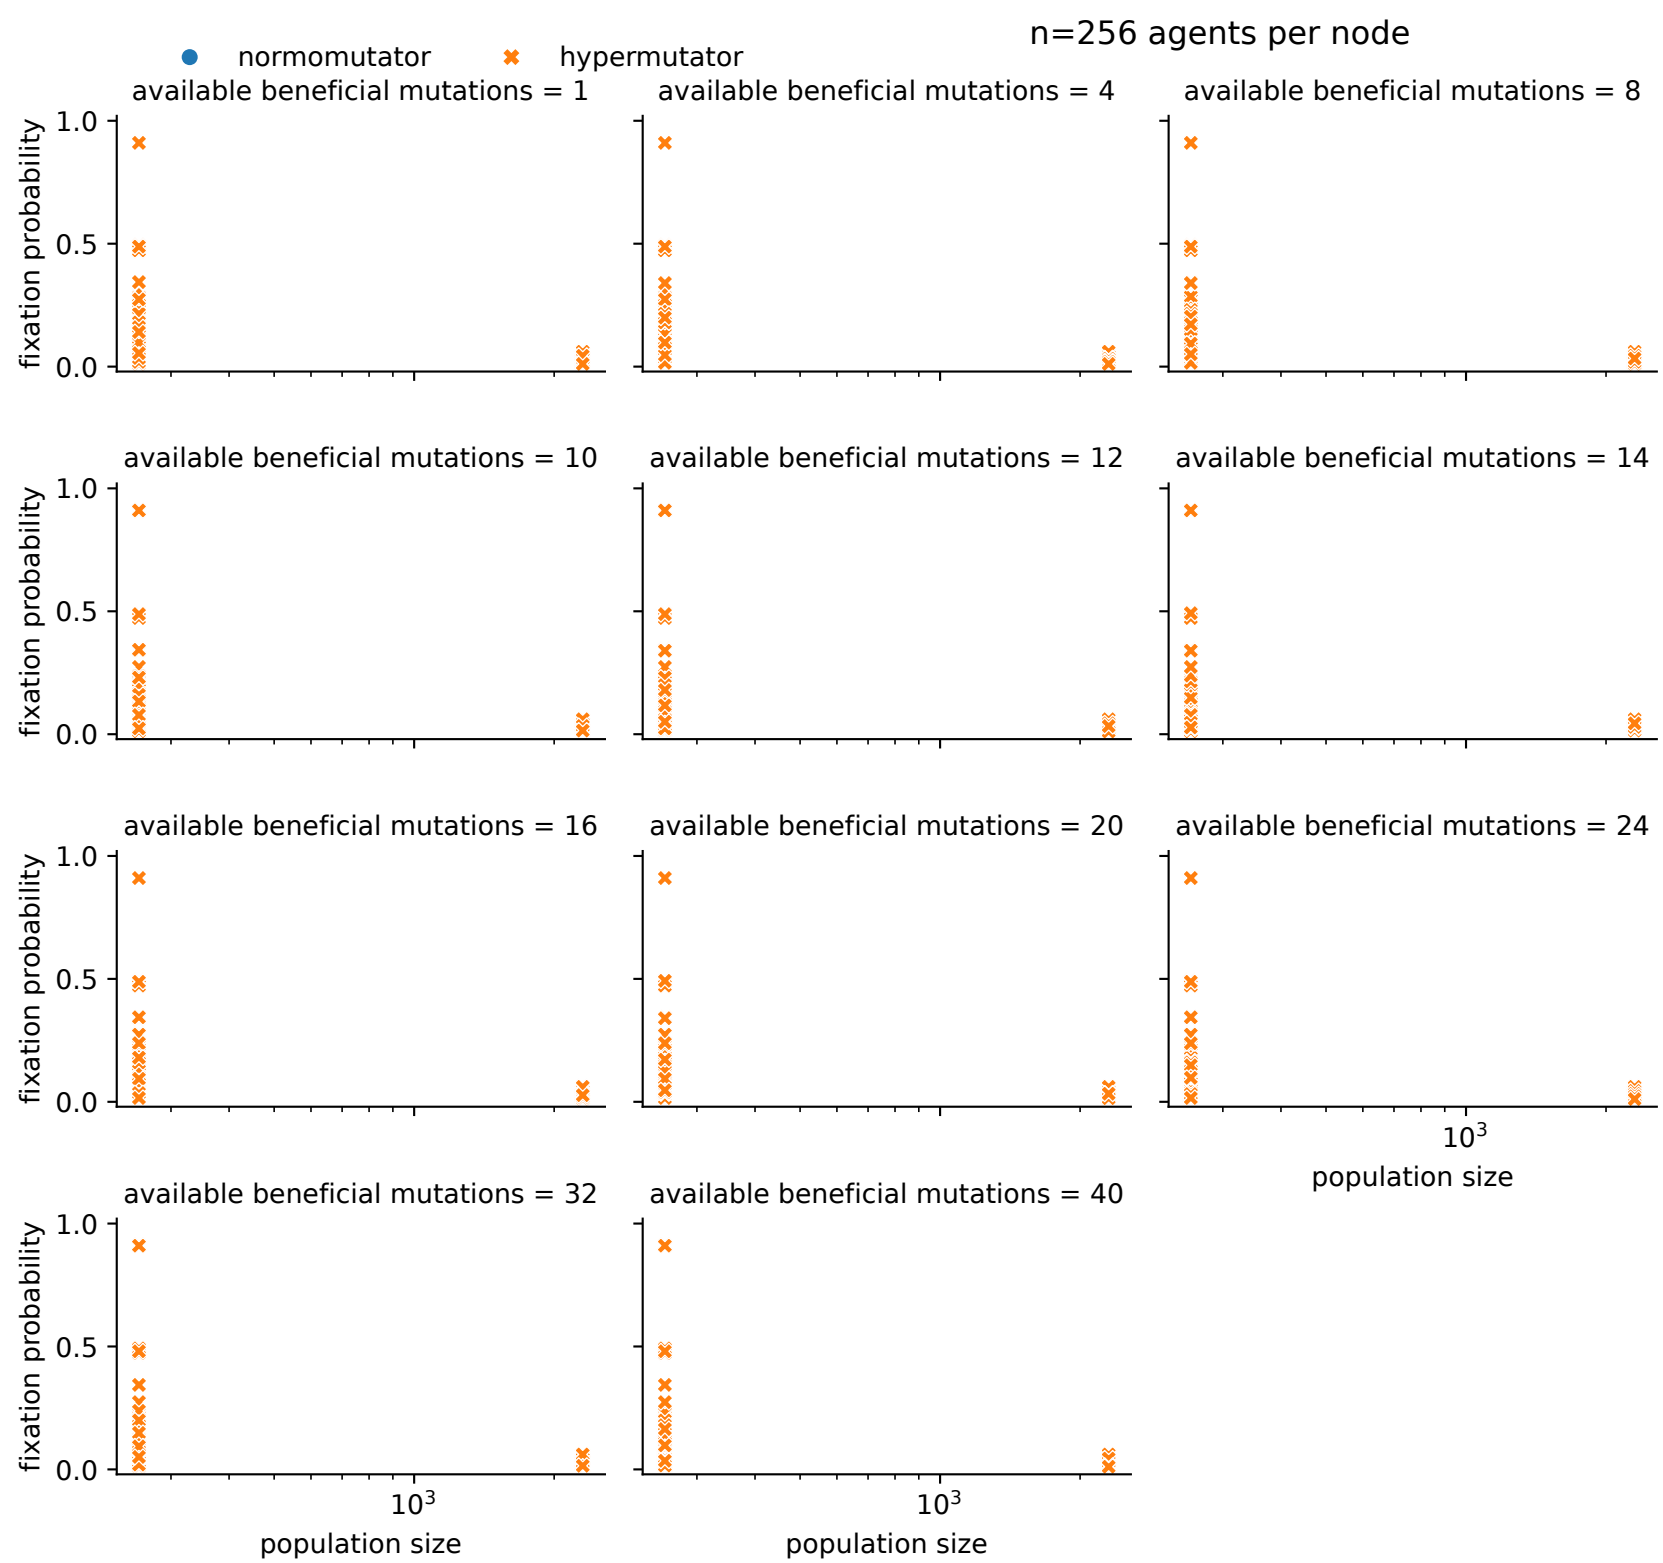 n=256 agents per node
normomutator hypermutator
available beneficial mutations = 1 available beneficial mutations = 4 available beneficial mutations = 8
1.0
0.5
0.0
fixation probability
available beneficial mutations = 10 available beneficial mutations = 12 available beneficial mutations = 14
1.0
0.5
0.0
fixation probability
available beneficial mutations = 16 available beneficial mutations = 20 available beneficial mutations = 24
1.0
0.5
0.0
fixation probability
10³
population size
available beneficial mutations = 32 available beneficial mutations = 40
1.0
0.5
0.0
fixation probability
10³ 10³
population size population size